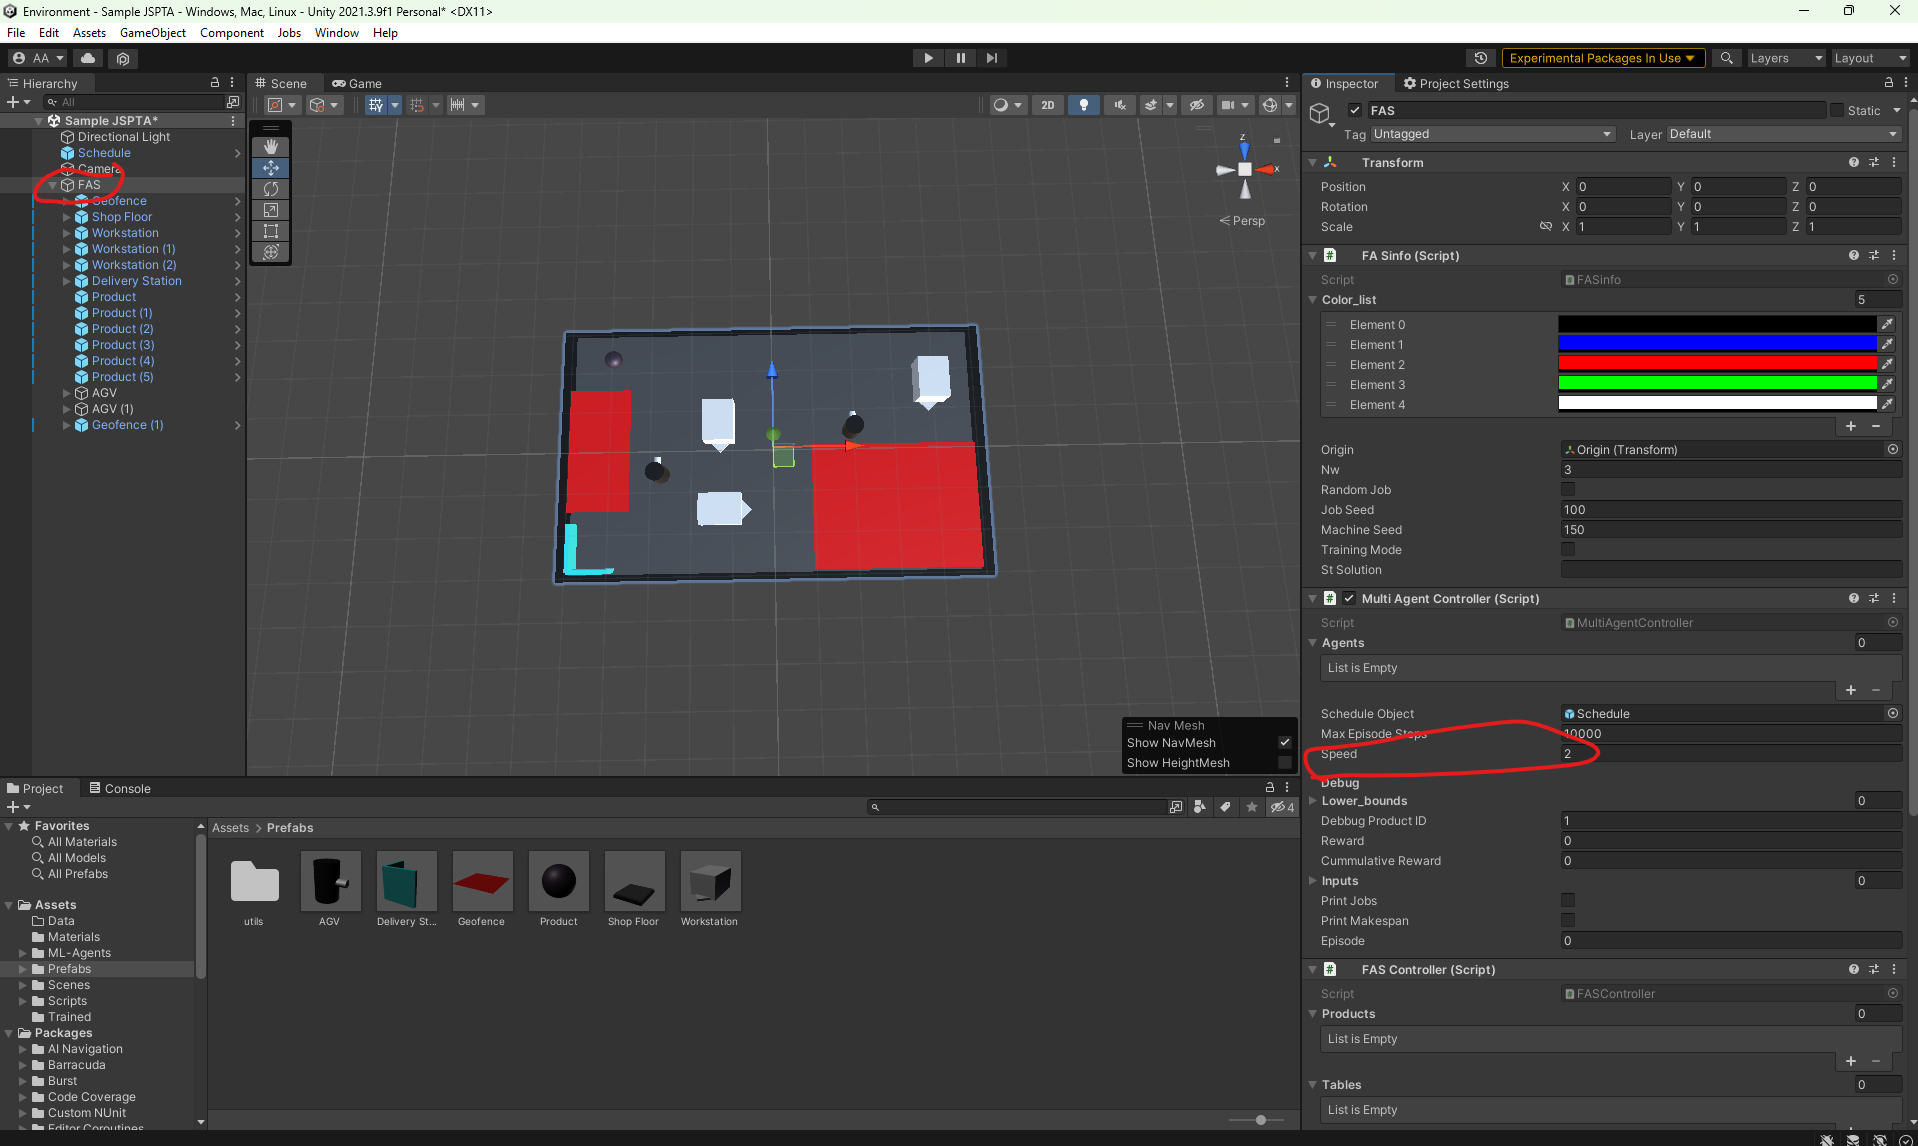 Environment - Sample JSPTA - Windows, Mac, Linux - Unity 2021.3.9f1 Personal* <DX11>
File Edit Assets GameObject Component Jobs Window Help
AA
Experimental Packages In Use
Layers
Layout
Hierarchy
All
Sample JSPTA*
Directional Light
Schedule
Camera
FAS
Geofence
Shop Floor
Workstation
Workstation (1)
Workstation (2)
Delivery Station
Product
Product (1)
Product (2)
Product (3)
Product (4)
Product (5)
AGV
AGV (1)
Geofence (1)
Scene Game
2D
z
x
Persp
Nav Mesh
Show NavMesh
Show HeightMesh
Project Console
4
Favorites
All Materials
All Models
All Prefabs
Assets
Data
Materials
ML-Agents
Prefabs
Scenes
Scripts
Trained
Packages
AI Navigation
Barracuda
Burst
Code Coverage
Custom NUnit
Editor Coroutines
Assets > Prefabs
utils
AGV
Delivery St...
Geofence
Product
Shop Floor
Workstation
Inspector Project Settings
FAS Static
Tag Untagged Layer Default
Transform
Position X 0 Y 0 Z 0
Rotation X 0 Y 0 Z 0
Scale X 1 Y 1 Z 1
# FA Sinfo (Script)
Script FASinfo
Color_list 5
Element 0
Element 1
Element 2
Element 3
Element 4
Origin Origin (Transform)
Nw 3
Random Job
Job Seed 100
Machine Seed 150
Training Mode
St Solution
# Multi Agent Controller (Script)
Script MultiAgentController
Agents 0
List is Empty
Schedule Object Schedule
Max Episode Steps 10000
Speed 2
Debug
Lower_bounds 0
Debbug Product ID 1
Reward 0
Cummulative Reward 0
Inputs 0
Print Jobs
Print Makespan
Episode 0
# FAS Controller (Script)
Script FASController
Products 0
List is Empty
Tables 0
List is Empty